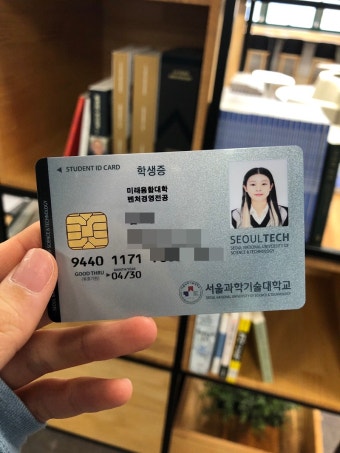 STUDENT ID CARD
학생증
미래융합대학
벤처경영전공
SEOULTECH
SEOUL NATIONAL UNIVERSITY OF
SCIENCE & TECHNOLOGY
9440 1171
GOOD THRU
MONTH/YEAR
04/30
서울과학기술대학교
SEOUL NATIONAL UNIVERSITY OF SCIENCE & TECHNOLOGY